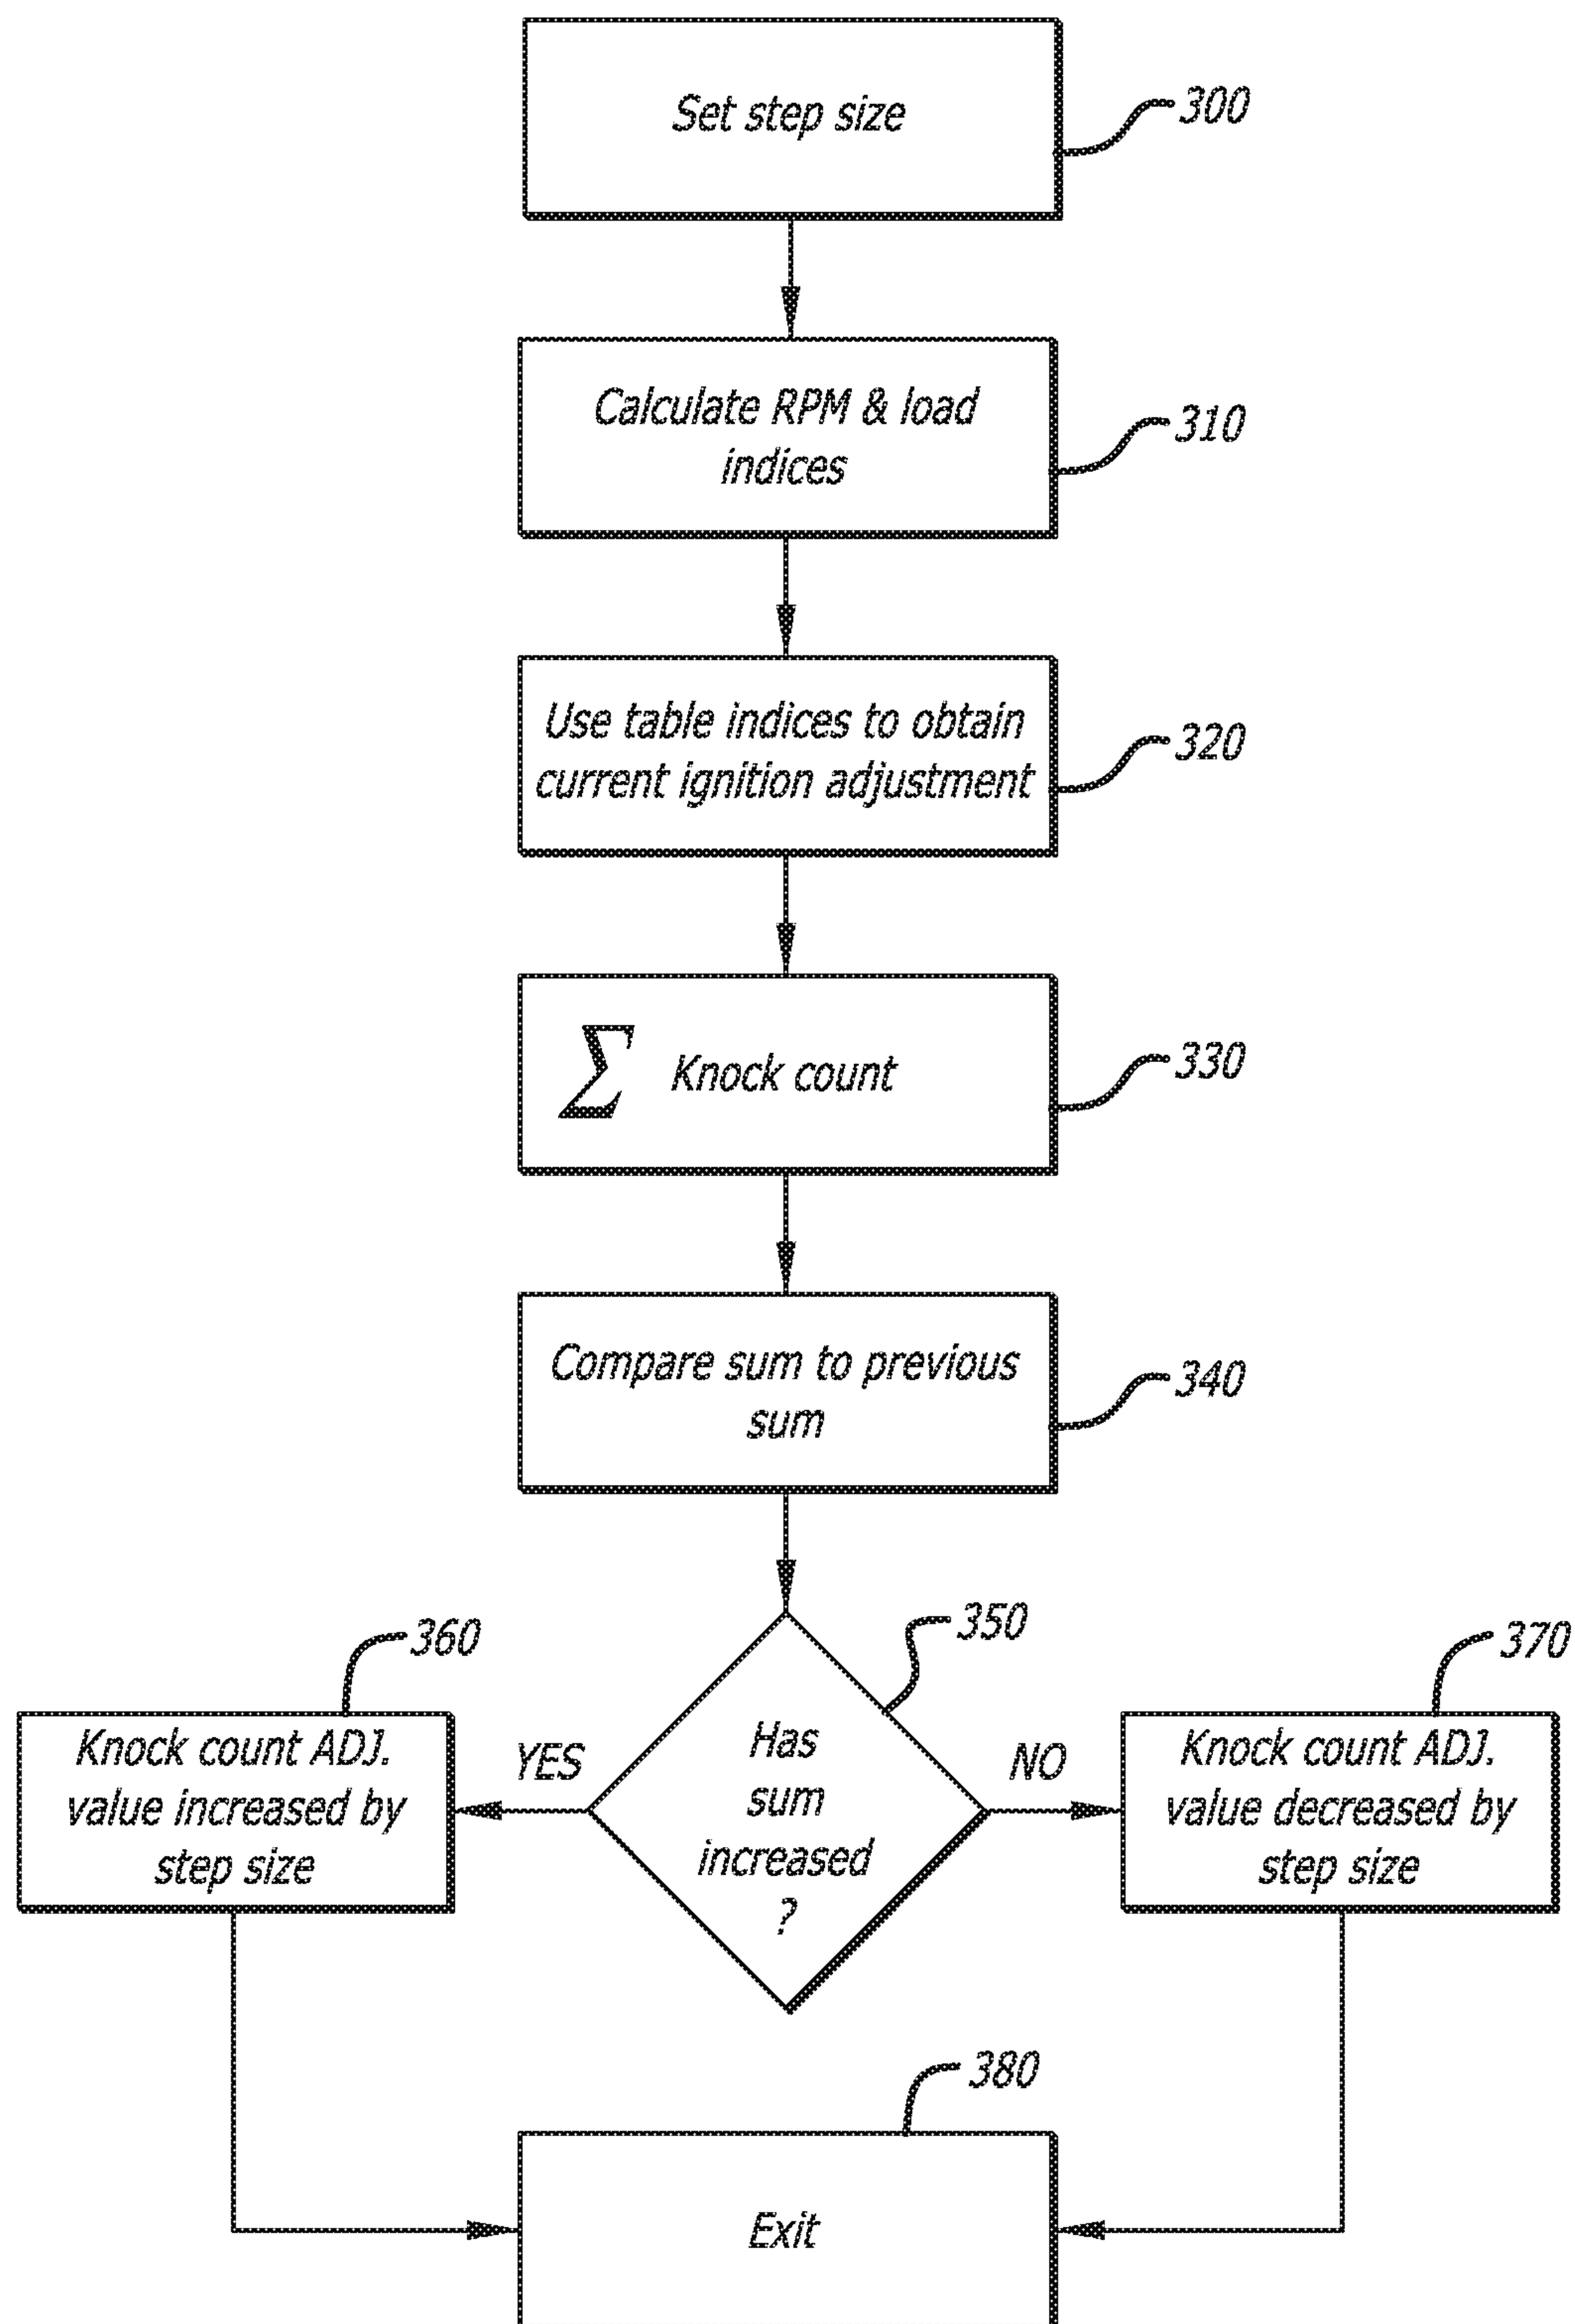 Set step size
300
Calculate RPM & load
indices
310
Use table indices to obtain
current ignition adjustment
320
Σ Knock count
330
Compare sum to previous
sum
340
350
Has
sum
increased
?
YES
NO
360
Knock count ADJ.
value increased by
step size
370
Knock count ADJ.
value decreased by
step size
380
Exit